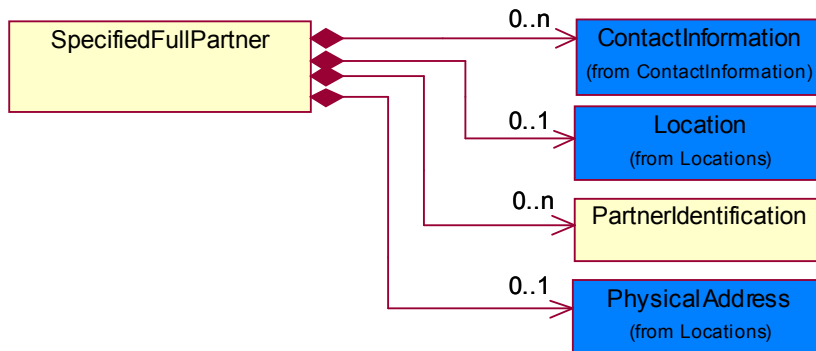 SpecifiedFullPartner
0..n
ContactInformation
(from ContactInformation)
0..1
Location
(from Locations)
0..n
PartnerIdentification
0..1
PhysicalAddress
(from Locations)